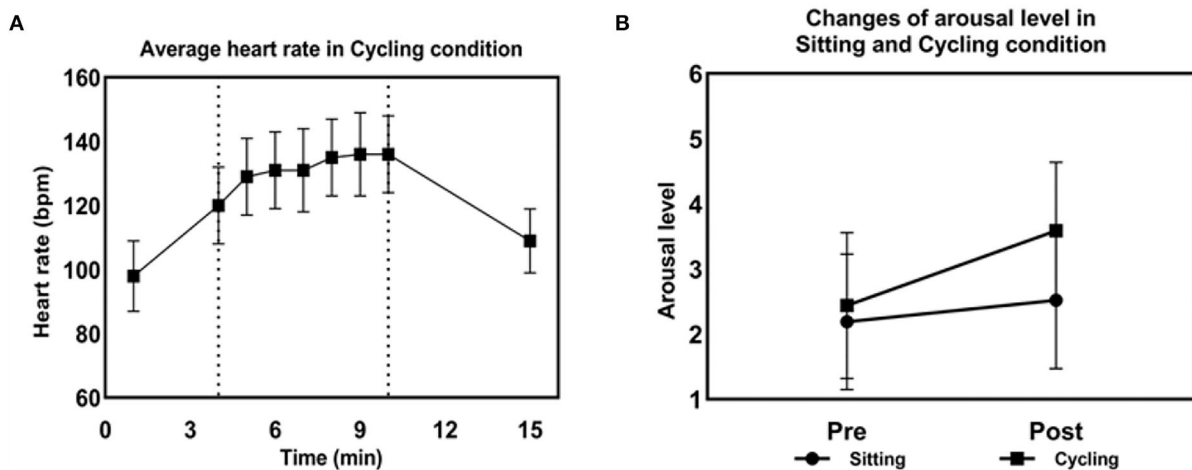 A
Average heart rate in Cycling condition
160
140
120
100
80
60
Heart rate (bpm)
0 3 6 9 12 15
Time (min)
B
Changes of arousal level in
Sitting and Cycling condition
6
5
4
3
2
1
Arousal level
Pre Post
Sitting Cycling